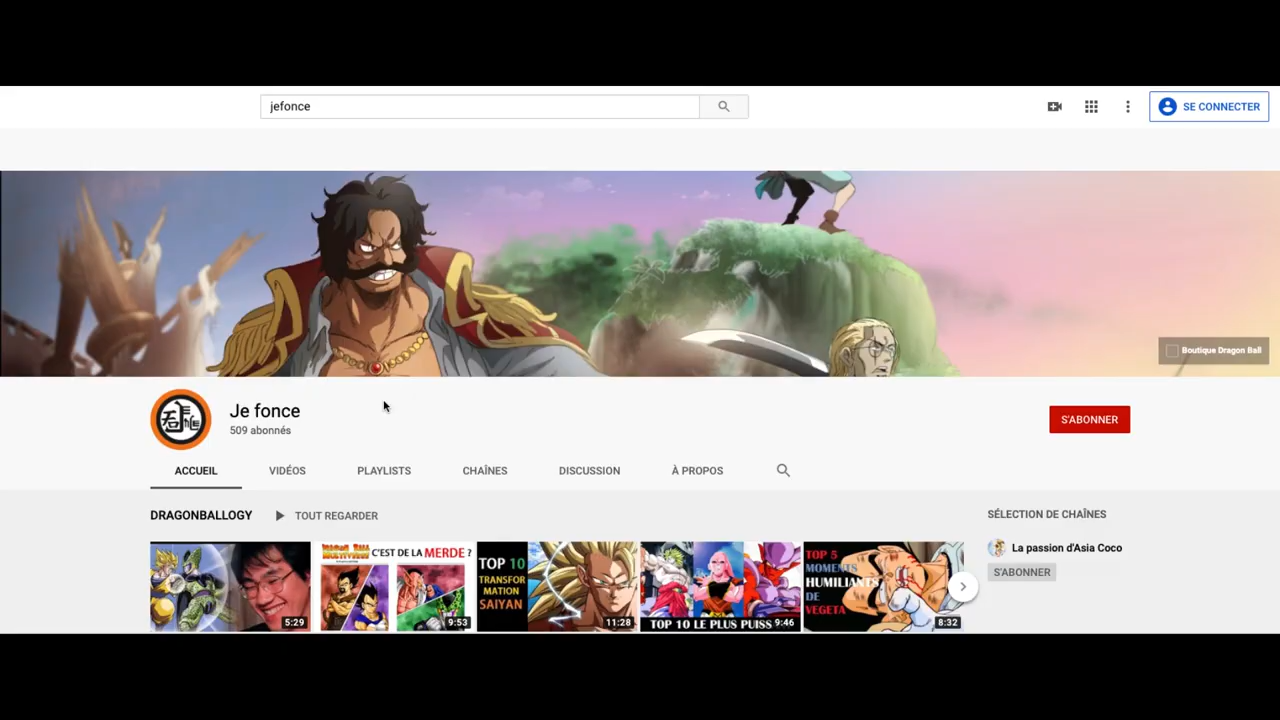 jefonce
SE CONNECTER
Boutique Dragon Ball
Je fonce
509 abonnés
S'ABONNER
ACCUEIL
VIDÉOS
PLAYLISTS
CHAÎNES
DISCUSSION
À PROPOS
DRAGONBALLOGY
TOUT REGARDER
SÉLECTION DE CHAÎNES
La passion d'Asia Coco
S'ABONNER
5:29
C'EST DE LA MERDE ?
9:53
TOP 10
TRANSFOR
MATION
SAIYAN
11:28
TOP 10 LE PLUS PUISS
9:46
TOP 5
MOMENTS
HUMILIANTS
DE
VEGETA
8:32